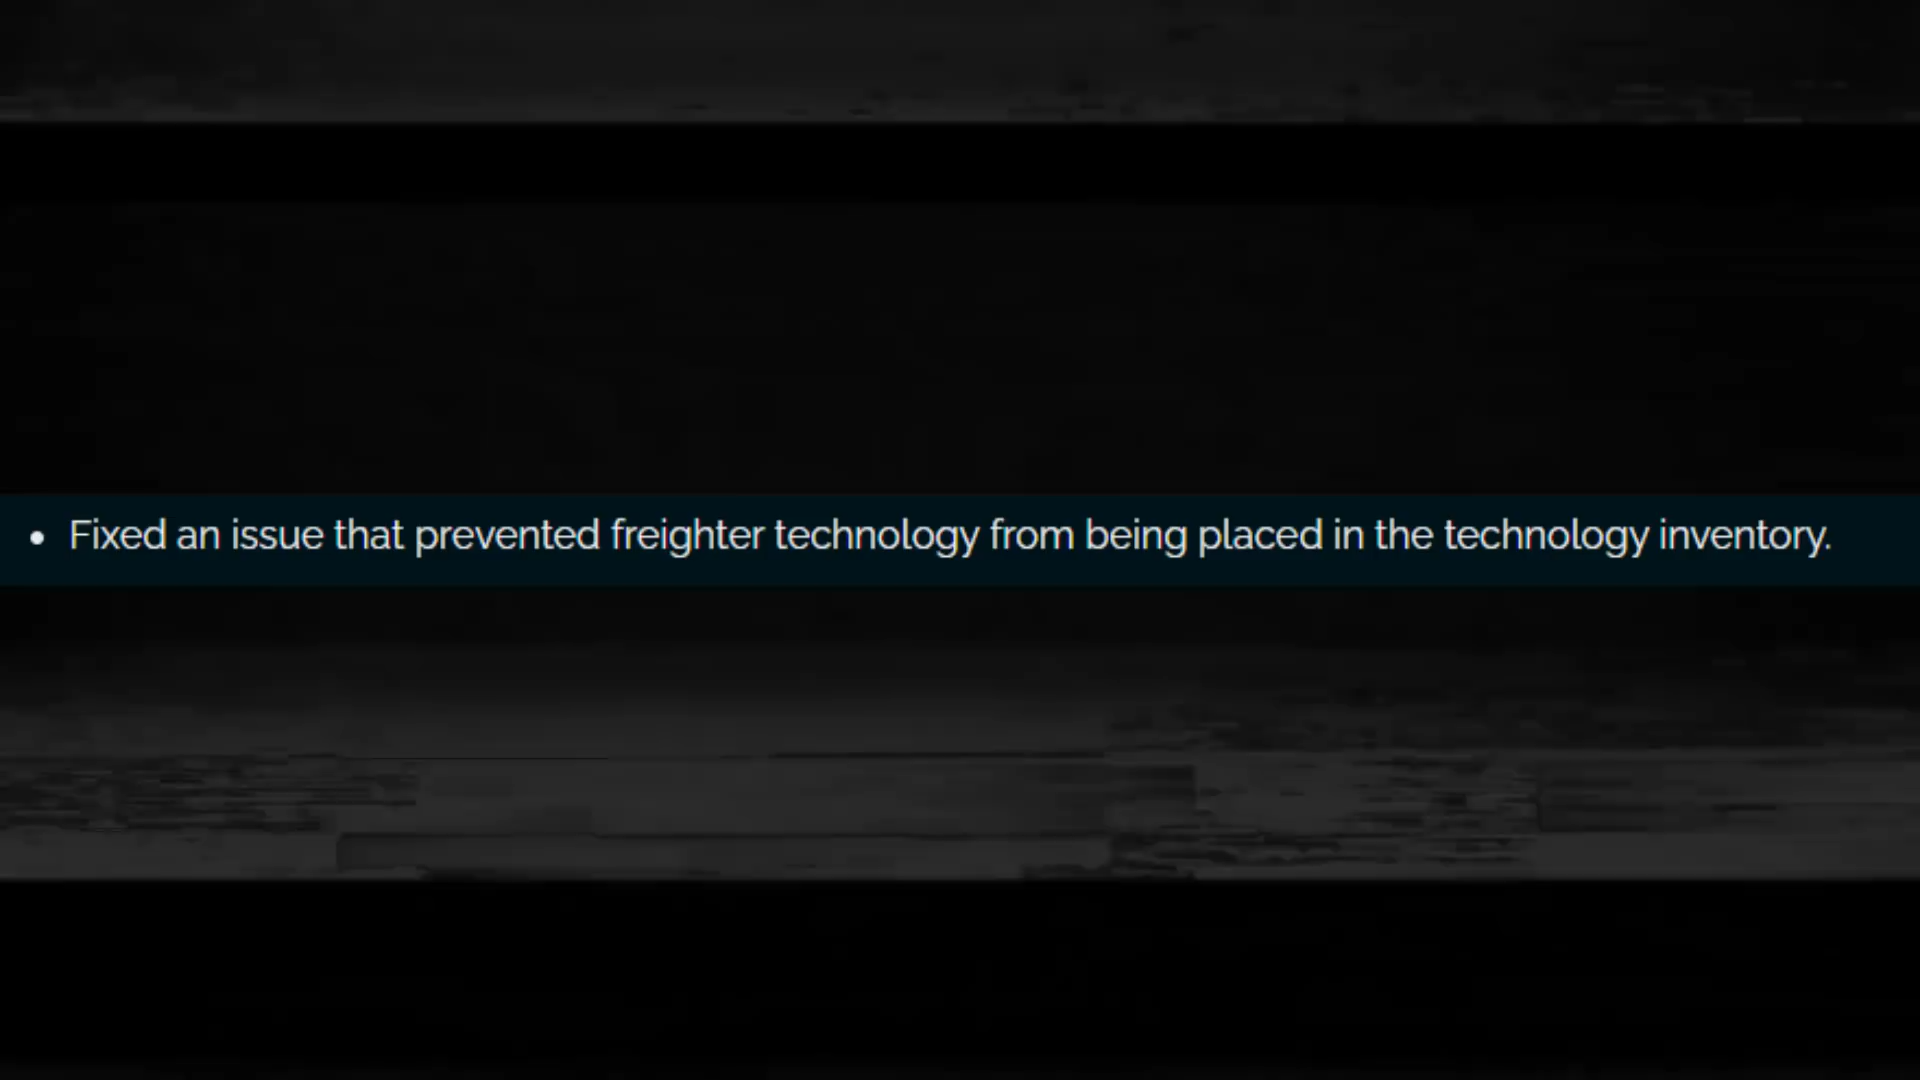 • Fixed an issue that prevented freighter technology from being placed in the technology inventory.